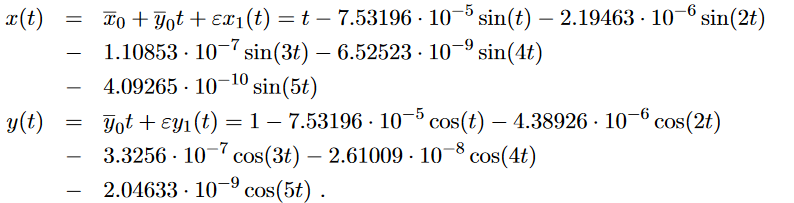 x(t) = x̅₀ + y̅₀t + εx₁(t) = t − 7.53196 · 10⁻⁵ sin(t) − 2.19463 · 10⁻⁶ sin(2t)
− 1.10853 · 10⁻⁷ sin(3t) − 6.52523 · 10⁻⁹ sin(4t)
− 4.09265 · 10⁻¹⁰ sin(5t)
y(t) = y̅₀t + εy₁(t) = 1 − 7.53196 · 10⁻⁵ cos(t) − 4.38926 · 10⁻⁶ cos(2t)
− 3.3256 · 10⁻⁷ cos(3t) − 2.61009 · 10⁻⁸ cos(4t)
− 2.04633 · 10⁻⁹ cos(5t) .